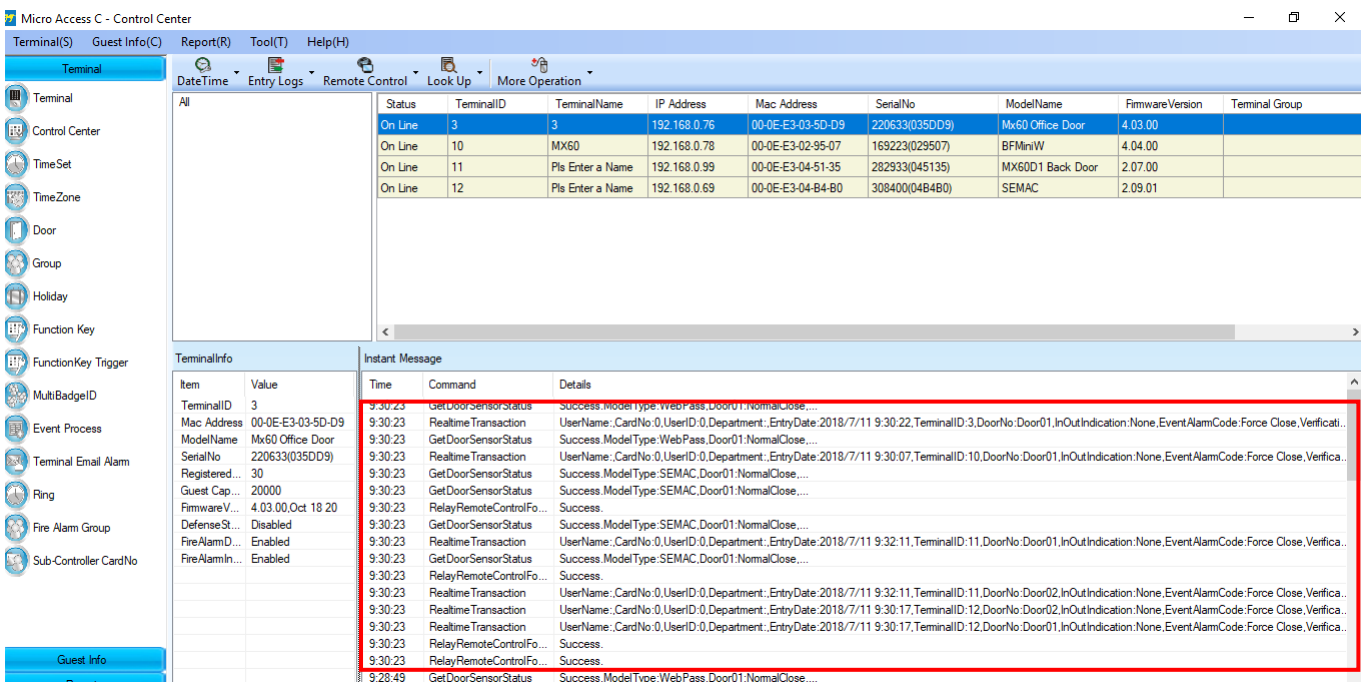 Micro Access C - Control Center
Terminal(S) Guest Info(C) Report(R) Tool(T) Help(H)
Terminal
Terminal
Control Center
TimeSet
TimeZone
Door
Group
Holiday
Function Key
FunctionKey Trigger
MultiBadgeID
Event Process
Terminal Email Alarm
Ring
Fire Alarm Group
Sub-Controller CardNo
Guest Info
DateTime Entry Logs Remote Control Look Up More Operation
All
Status TerminalID TerminalName IP Address Mac Address SerialNo ModelName FirmwareVersion Terminal Group
On Line 3 3 192.168.0.76 00-0E-E3-03-5D-D9 220633(035DD9) Mx60 Office Door 4.03.00
On Line 10 MX60 192.168.0.78 00-0E-E3-02-95-07 169223(029507) BFMiniW 4.04.00
On Line 11 Pls Enter a Name 192.168.0.99 00-0E-E3-04-51-35 282933(045135) MX60D1 Back Door 2.07.00
On Line 12 Pls Enter a Name 192.168.0.69 00-0E-E3-04-B4-B0 308400(04B4B0) SEMAC 2.09.01
TerminalInfo
Item Value
TerminalID 3
Mac Address 00-0E-E3-03-5D-D9
ModelName Mx60 Office Door
SerialNo 220633(035DD9)
Registered... 30
Guest Cap... 20000
FirmwareV... 4.03.00,Oct 18 20
DefenseSt... Disabled
FireAlarmD... Enabled
FireAlarmIn... Enabled
Instant Message
Time Command Details
9:30:23 GetDoorSensorStatus Success.ModelType:WebPass,Door01:NormalClose,...
9:30:23 RealtimeTransaction UserName:,CardNo:0,UserID:0,Department:,EntryDate:2018/7/11 9:30:22,TerminalID:3,DoorNo:Door01,InOutIndication:None,EventAlarmCode:Force Close,Verificati...
9:30:23 GetDoorSensorStatus Success.ModelType:WebPass,Door01:NormalClose,...
9:30:23 RealtimeTransaction UserName:,CardNo:0,UserID:0,Department:,EntryDate:2018/7/11 9:30:07,TerminalID:10,DoorNo:Door01,InOutIndication:None,EventAlarmCode:Force Close,Verifica...
9:30:23 GetDoorSensorStatus Success.ModelType:SEMAC,Door01:NormalClose,...
9:30:23 GetDoorSensorStatus Success.ModelType:SEMAC,Door01:NormalClose,...
9:30:23 RelayRemoteControlFo... Success.
9:30:23 GetDoorSensorStatus Success.ModelType:SEMAC,Door01:NormalClose,...
9:30:23 RealtimeTransaction UserName:,CardNo:0,UserID:0,Department:,EntryDate:2018/7/11 9:32:11,TerminalID:11,DoorNo:Door01,InOutIndication:None,EventAlarmCode:Force Close,Verifica...
9:30:23 GetDoorSensorStatus Success.ModelType:SEMAC,Door01:NormalClose,...
9:30:23 RelayRemoteControlFo... Success.
9:30:23 RealtimeTransaction UserName:,CardNo:0,UserID:0,Department:,EntryDate:2018/7/11 9:32:11,TerminalID:11,DoorNo:Door02,InOutIndication:None,EventAlarmCode:Force Close,Verifica...
9:30:23 RealtimeTransaction UserName:,CardNo:0,UserID:0,Department:,EntryDate:2018/7/11 9:30:17,TerminalID:12,DoorNo:Door02,InOutIndication:None,EventAlarmCode:Force Close,Verifica...
9:30:23 RealtimeTransaction UserName:,CardNo:0,UserID:0,Department:,EntryDate:2018/7/11 9:30:17,TerminalID:12,DoorNo:Door01,InOutIndication:None,EventAlarmCode:Force Close,Verifica...
9:30:23 RelayRemoteControlFo... Success.
9:30:23 RelayRemoteControlFo... Success.
9:28:49 GetDoorSensorStatus Success.ModelType:WebPass,Door01:NormalClose,...